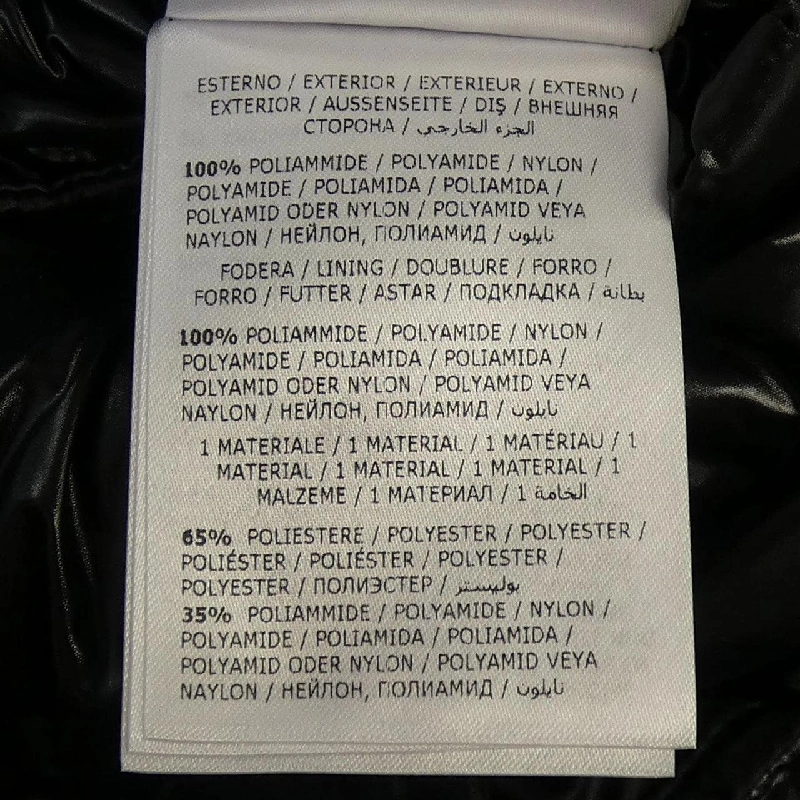 ESTERNO / EXTERIOR / EXTERIEUR / EXTERNO /
EXTERIOR / AUSSENSEITE / DIŞ / ВНЕШНЯЯ
СТОРОНА / الجزء الخارجي
100% POLIAMMIDE / POLYAMIDE / NYLON /
POLYAMIDE / POLIAMIDA / POLIAMIDA /
POLYAMID ODER NYLON / POLYAMID VEYA
NAYLON / НЕЙЛОН, ПОЛИАМИД / نايلون
FODERA / LINING / DOUBLURE / FORRO /
FORRO / FUTTER / ASTAR / ПОДКЛАДКА / بطانة
100% POLIAMMIDE / POLYAMIDE / NYLON /
POLYAMIDE / POLIAMIDA / POLIAMIDA /
POLYAMID ODER NYLON / POLYAMID VEYA
NAYLON / НЕЙЛОН, ПОЛИАМИД / نايلون
1 MATERIALE / 1 MATERIAL / 1 MATÉRIAU / 1
MATERIAL / 1 MATERIAL / 1 MATERIAL / 1
MALZEME / 1 МАТЕРИАЛ / 1 الخامة
65% POLIESTERE / POLYESTER / POLYESTER /
POLIÉSTER / POLIÉSTER / POLYESTER /
POLYESTER / ПОЛИЭСТЕР / بوليستر
35% POLIAMMIDE / POLYAMIDE / NYLON /
POLYAMIDE / POLIAMIDA / POLIAMIDA /
POLYAMID ODER NYLON / POLYAMID VEYA
NAYLON / НЕЙЛОН, ПОЛИАМИД / نايلون